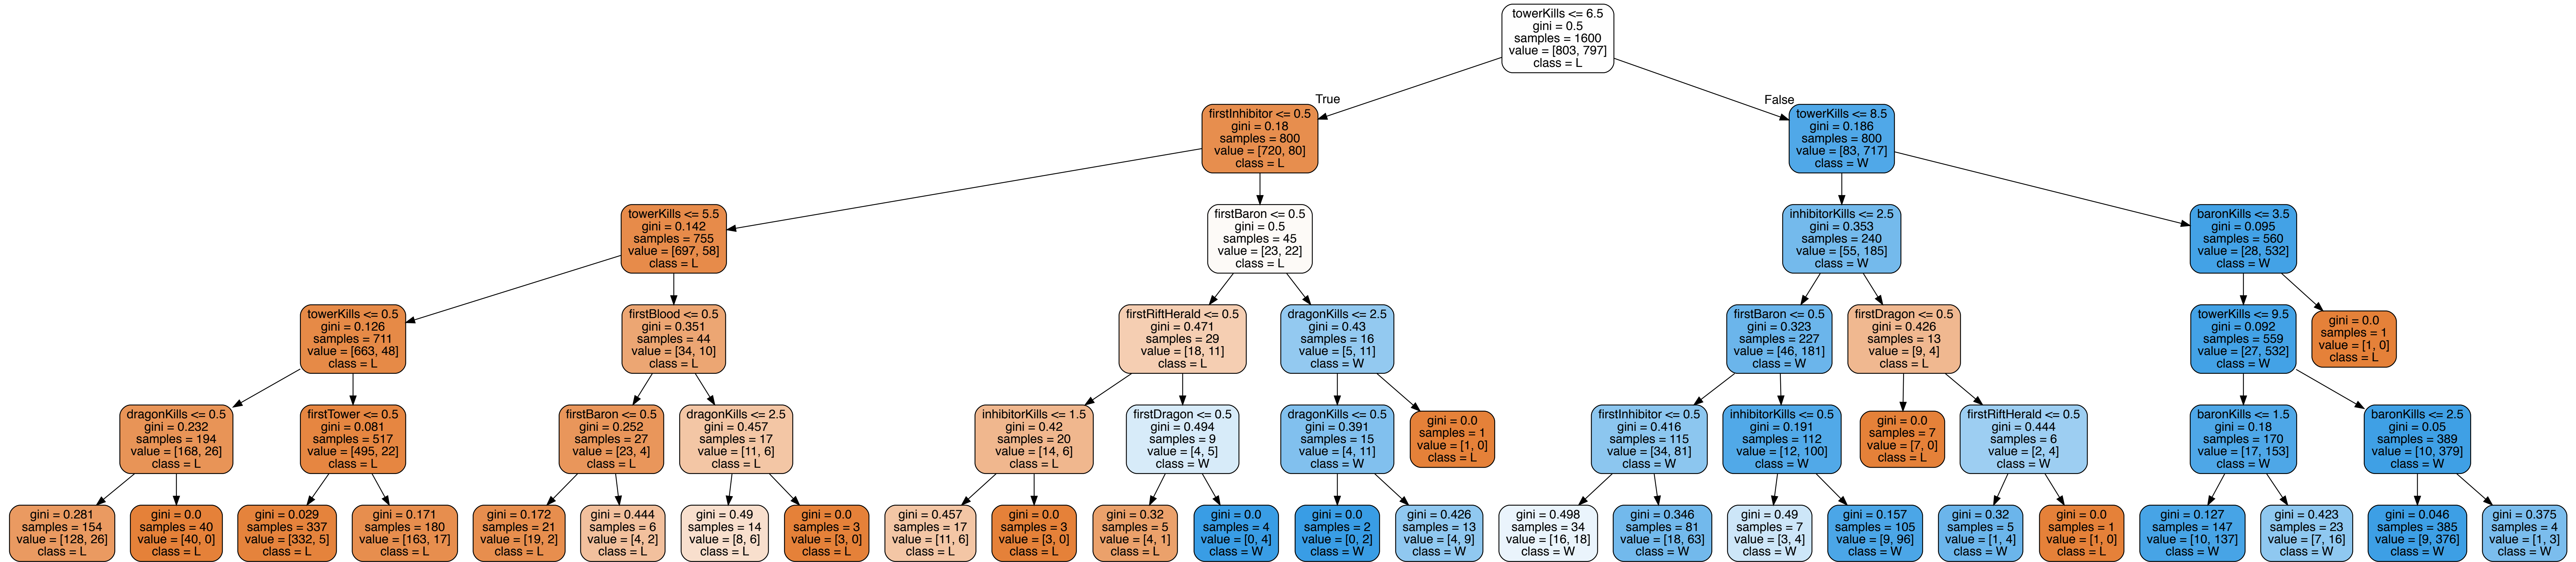 towerKills <= 6.5
gini = 0.5
samples = 1600
value = [803, 797]
class = L
True
False
firstInhibitor <= 0.5
gini = 0.18
samples = 800
value = [720, 80]
class = L
towerKills <= 8.5
gini = 0.186
samples = 800
value = [83, 717]
class = W
towerKills <= 5.5
gini = 0.142
samples = 755
value = [697, 58]
class = L
firstBaron <= 0.5
gini = 0.5
samples = 45
value = [23, 22]
class = L
inhibitorKills <= 2.5
gini = 0.353
samples = 240
value = [55, 185]
class = W
baronKills <= 3.5
gini = 0.095
samples = 560
value = [28, 532]
class = W
towerKills <= 0.5
gini = 0.126
samples = 711
value = [663, 48]
class = L
firstBlood <= 0.5
gini = 0.351
samples = 44
value = [34, 10]
class = L
firstRiftHerald <= 0.5
gini = 0.471
samples = 29
value = [18, 11]
class = L
dragonKills <= 2.5
gini = 0.43
samples = 16
value = [5, 11]
class = W
firstBaron <= 0.5
gini = 0.323
samples = 227
value = [46, 181]
class = W
firstDragon <= 0.5
gini = 0.426
samples = 13
value = [9, 4]
class = L
towerKills <= 9.5
gini = 0.092
samples = 559
value = [27, 532]
class = W
gini = 0.0
samples = 1
value = [1, 0]
class = L
dragonKills <= 0.5
gini = 0.232
samples = 194
value = [168, 26]
class = L
firstTower <= 0.5
gini = 0.081
samples = 517
value = [495, 22]
class = L
firstBaron <= 0.5
gini = 0.252
samples = 27
value = [23, 4]
class = L
dragonKills <= 2.5
gini = 0.457
samples = 17
value = [11, 6]
class = L
inhibitorKills <= 1.5
gini = 0.42
samples = 20
value = [14, 6]
class = L
firstDragon <= 0.5
gini = 0.494
samples = 9
value = [4, 5]
class = W
dragonKills <= 0.5
gini = 0.391
samples = 15
value = [4, 11]
class = W
gini = 0.0
samples = 1
value = [1, 0]
class = L
firstInhibitor <= 0.5
gini = 0.416
samples = 115
value = [34, 81]
class = W
inhibitorKills <= 0.5
gini = 0.191
samples = 112
value = [12, 100]
class = W
gini = 0.0
samples = 7
value = [7, 0]
class = L
firstRiftHerald <= 0.5
gini = 0.444
samples = 6
value = [2, 4]
class = W
baronKills <= 1.5
gini = 0.18
samples = 170
value = [17, 153]
class = W
baronKills <= 2.5
gini = 0.05
samples = 389
value = [10, 379]
class = W
gini = 0.281
samples = 154
value = [128, 26]
class = L
gini = 0.0
samples = 40
value = [40, 0]
class = L
gini = 0.029
samples = 337
value = [332, 5]
class = L
gini = 0.171
samples = 180
value = [163, 17]
class = L
gini = 0.172
samples = 21
value = [19, 2]
class = L
gini = 0.444
samples = 6
value = [4, 2]
class = L
gini = 0.49
samples = 14
value = [8, 6]
class = L
gini = 0.0
samples = 3
value = [3, 0]
class = L
gini = 0.457
samples = 17
value = [11, 6]
class = L
gini = 0.0
samples = 3
value = [3, 0]
class = L
gini = 0.32
samples = 5
value = [4, 1]
class = L
gini = 0.0
samples = 4
value = [0, 4]
class = W
gini = 0.0
samples = 2
value = [0, 2]
class = W
gini = 0.426
samples = 13
value = [4, 9]
class = W
gini = 0.498
samples = 34
value = [16, 18]
class = W
gini = 0.346
samples = 81
value = [18, 63]
class = W
gini = 0.49
samples = 7
value = [3, 4]
class = W
gini = 0.157
samples = 105
value = [9, 96]
class = W
gini = 0.32
samples = 5
value = [1, 4]
class = W
gini = 0.0
samples = 1
value = [1, 0]
class = L
gini = 0.127
samples = 147
value = [10, 137]
class = W
gini = 0.423
samples = 23
value = [7, 16]
class = W
gini = 0.046
samples = 385
value = [9, 376]
class = W
gini = 0.375
samples = 4
value = [1, 3]
class = W